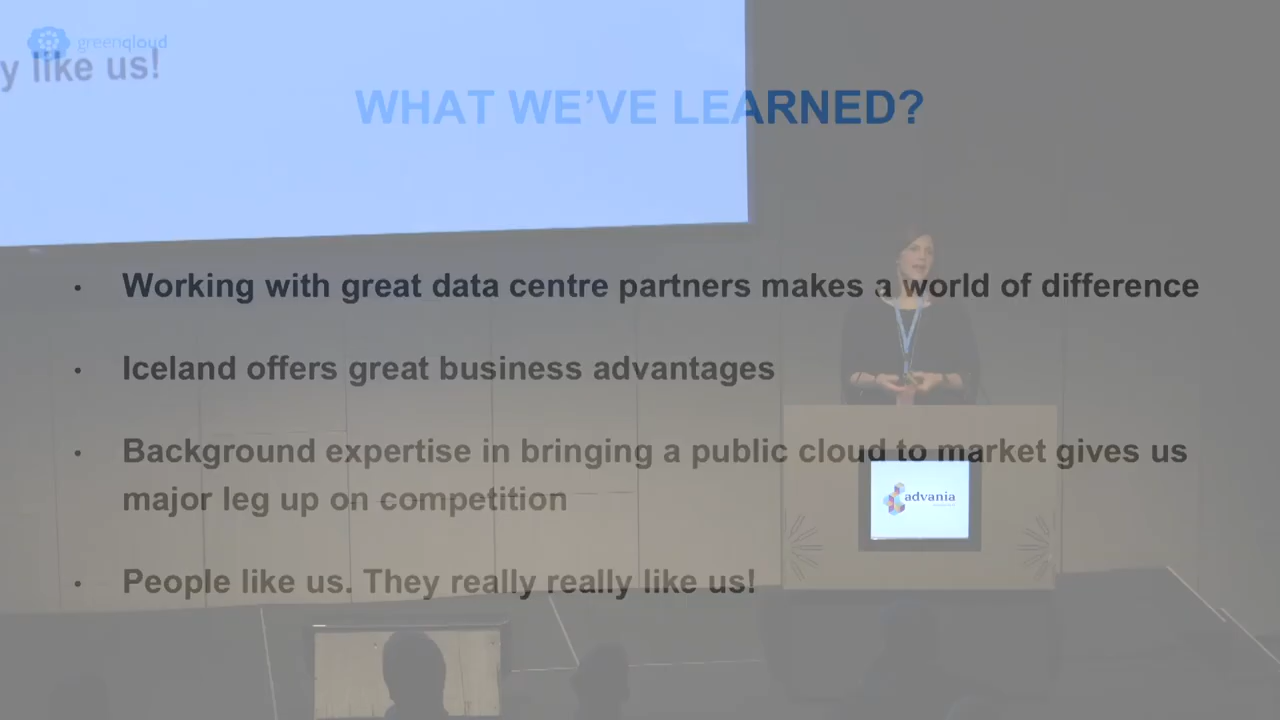 greenqloud
y like us!
WHAT WE'VE LEARNED?
• Working with great data centre partners makes a world of difference
• Iceland offers great business advantages
• Background expertise in bringing a public cloud to market gives us
major leg up on competition
advania
• People like us. They really really like us!